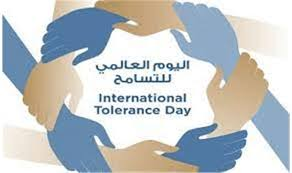 اليوم العالمي
للتسامح
International
Tolerance Day